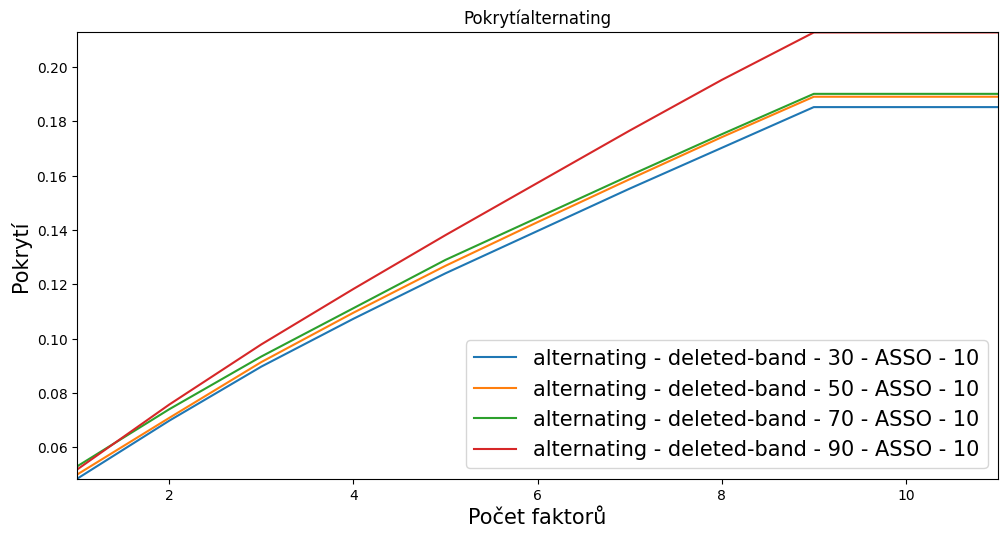 Pokrytíalternating
0.20
0.18
0.16
0.14
0.12
0.10
0.08
0.06
Pokrytí
alternating - deleted-band - 30 - ASSO - 10
alternating - deleted-band - 50 - ASSO - 10
alternating - deleted-band - 70 - ASSO - 10
alternating - deleted-band - 90 - ASSO - 10
2 4 6 8 10
Počet faktorů